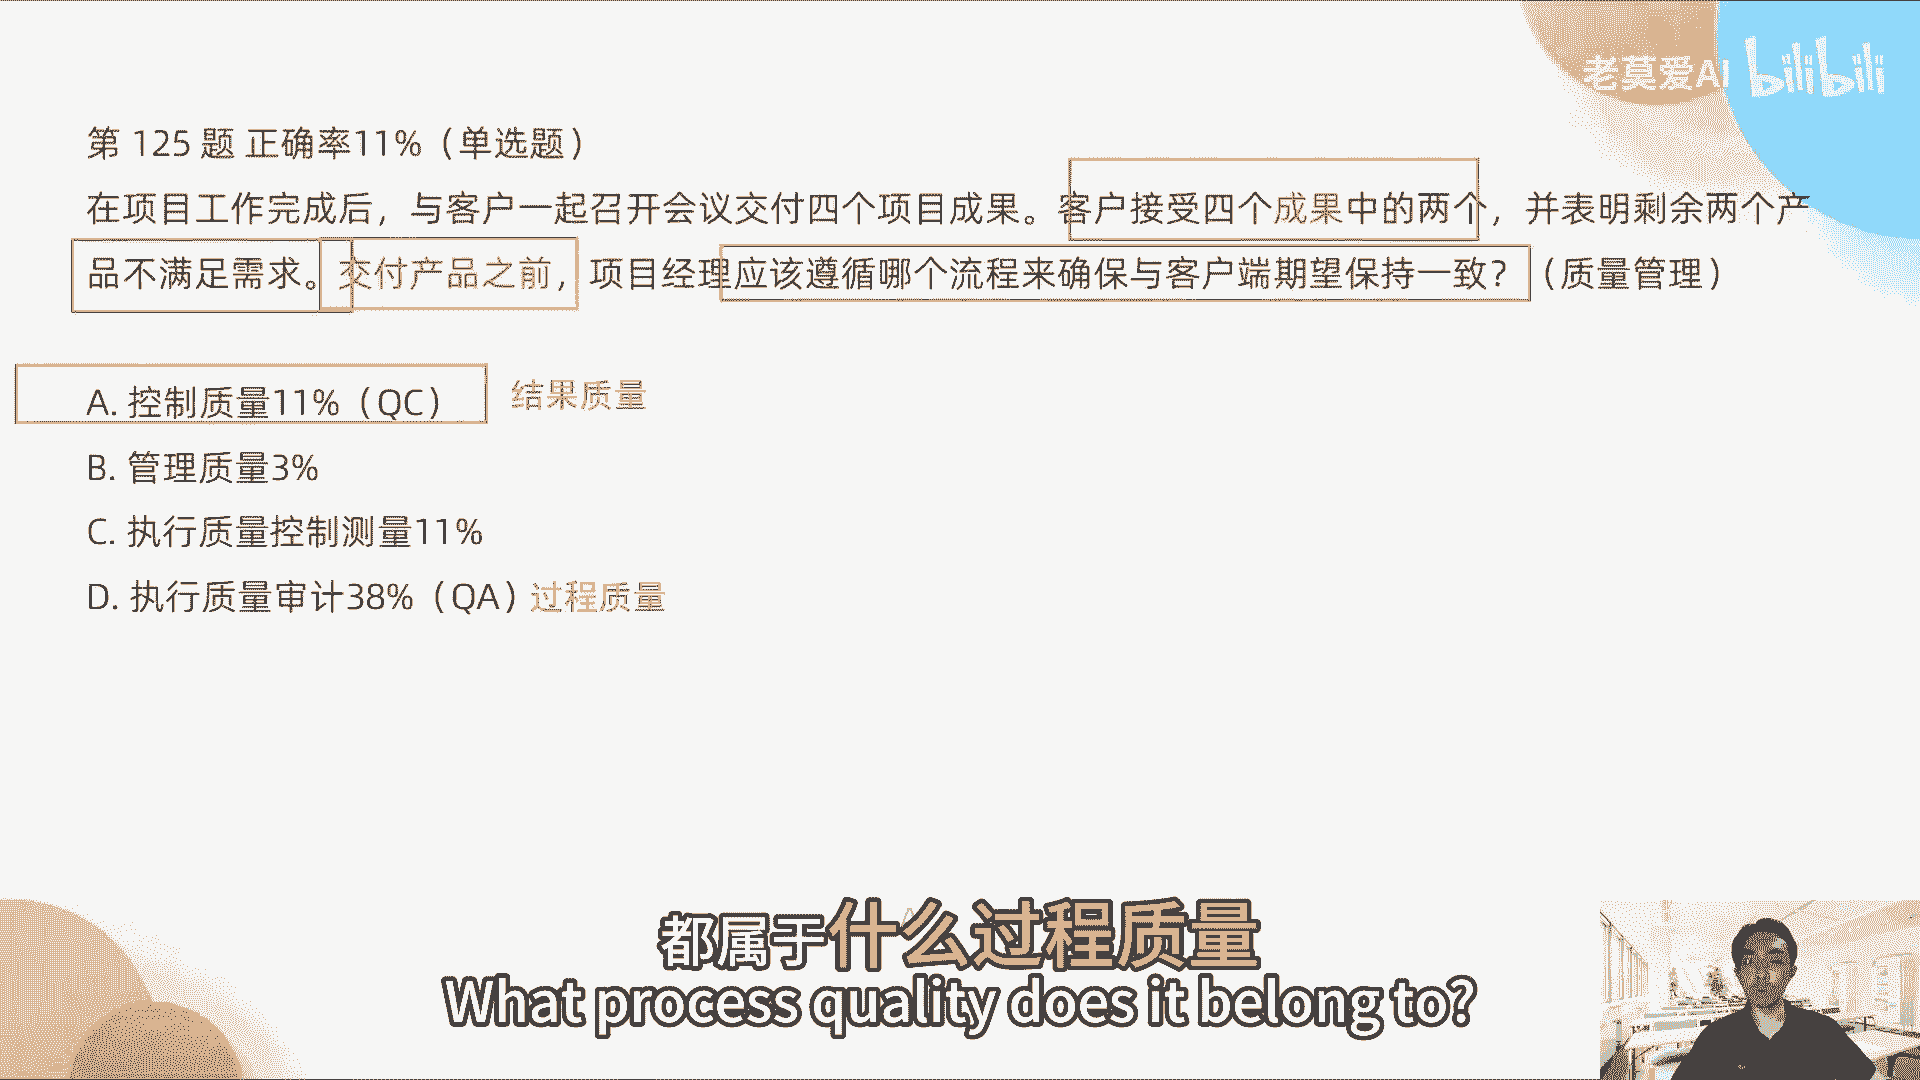 老莫爱AI bilibili
第 125 题 正确率11%（单选题）
在项目工作完成后，与客户一起召开会议交付四个项目成果。客户接受四个成果中的两个，并表明剩余两个产
品不满足需求。交付产品之前，项目经理应该遵循哪个流程来确保与客户端期望保持一致？（质量管理）
A. 控制质量11%（QC） 结果质量
B. 管理质量3%
C. 执行质量控制测量11%
D. 执行质量审计38%（QA）过程质量
都属于什么过程质量
What process quality does it belong to?